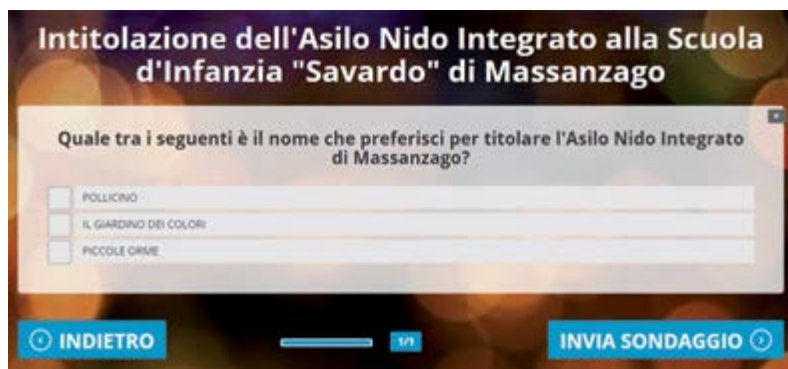 Intitolazione dell'Asilo Nido Integrato alla Scuola
d'Infanzia "Savardo" di Massanzago
Quale tra i seguenti è il nome che preferisci per titolare l'Asilo Nido Integrato
di Massanzago?
POLLICINO
IL GIARDINO DEI COLORI
PICCOLE ORME
INDIETRO
1/1
INVIA SONDAGGIO